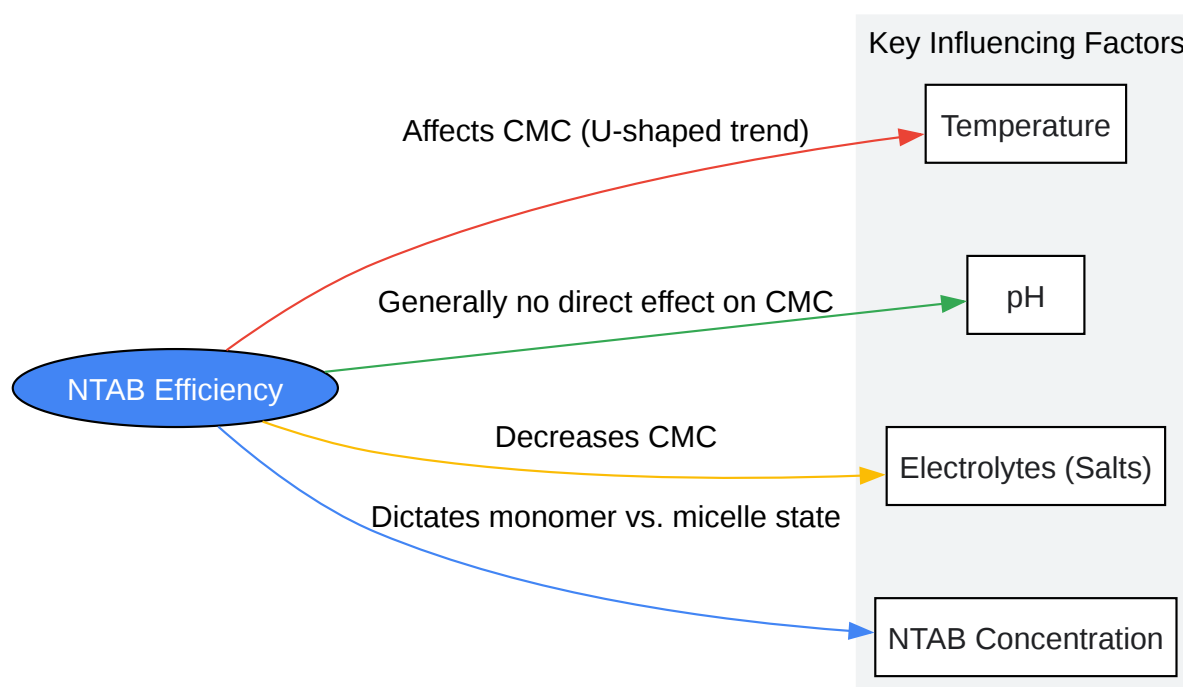 Key Influencing Factors
Affects CMC (U-shaped trend)
Temperature
Generally no direct effect on CMC
pH
NTAB Efficiency
Decreases CMC
Electrolytes (Salts)
Dictates monomer vs. micelle state
NTAB Concentration